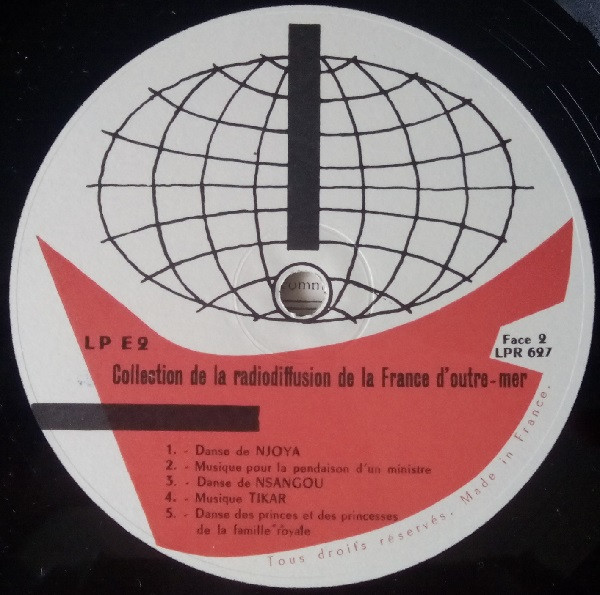 comm
LP E2
Face 2
LPR 627
Collection de la radiodiffusion de la France d'outre-mer
1. - Danse de NJOYA
2. - Musique pour la pendaison d'un ministre
3. - Danse de NSANGOU
4. - Musique TIKAR
5. - Danse des princes et des princesses
de la famille royale
Tous droits réservés. Made in France.